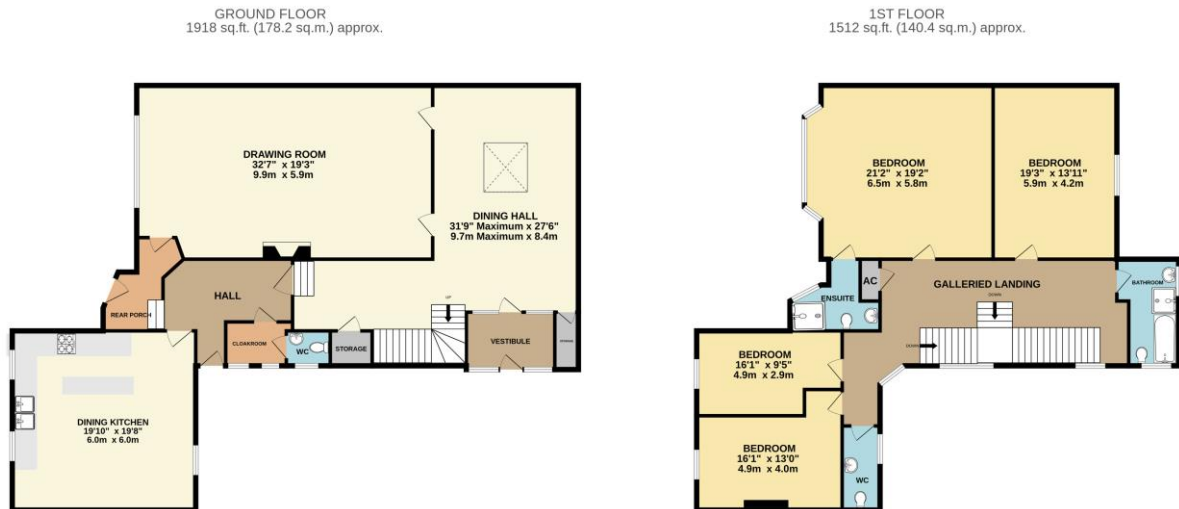 GROUND FLOOR
1918 sq.ft. (178.2 sq.m.) approx.
DRAWING ROOM
32'7" x 19'3"
9.9m x 5.9m
DINING HALL
31'9" Maximum x 27'6"
9.7m Maximum x 8.4m
HALL
REAR PORCH
CLOAKROOM
WC
STORAGE
UP
VESTIBULE
STORAGE
DINING KITCHEN
19'10" x 19'8"
6.0m x 6.0m
1ST FLOOR
1512 sq.ft. (140.4 sq.m.) approx.
BEDROOM
21'2" x 19'2"
6.5m x 5.8m
BEDROOM
19'3" x 13'11"
5.9m x 4.2m
AC
ENSUITE
GALLERIED LANDING
DOWN
BATHROOM
DOWN
BEDROOM
16'1" x 9'5"
4.9m x 2.9m
BEDROOM
16'1" x 13'0"
4.9m x 4.0m
WC